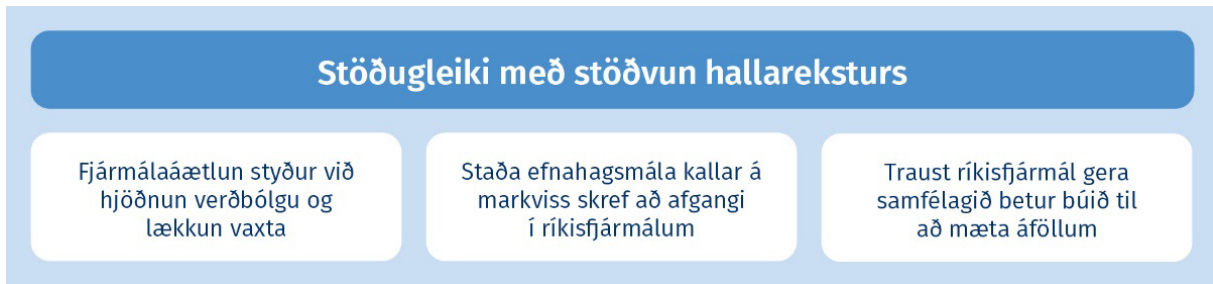 Stöðugleiki með stöðvun hallareksturs
Fjármálaáætlun styður við
hjöðnun verðbólgu og
lækkun vaxta
Staða efnahagsmála kallar á
markviss skref að afgangi
í ríkisfjármálum
Traust ríkisfjármál gera
samfélagið betur búið til
að mæta áföllum